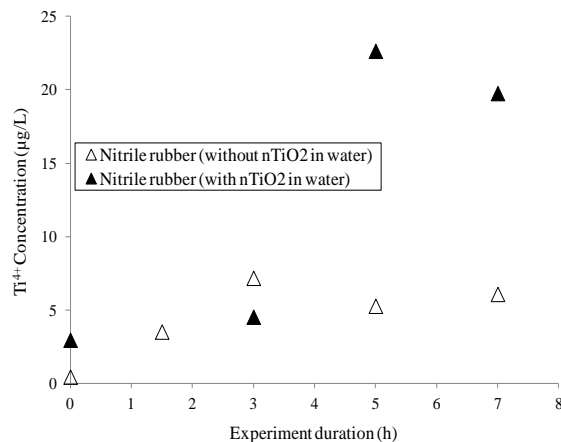 25
20
15
10
5
0
Ti4+ Concentration (µg/L)
△ Nitrile rubber (without nTiO2 in water)
▲ Nitrile rubber (with nTiO2 in water)
0 1 2 3 4 5 6 7 8
Experiment duration (h)